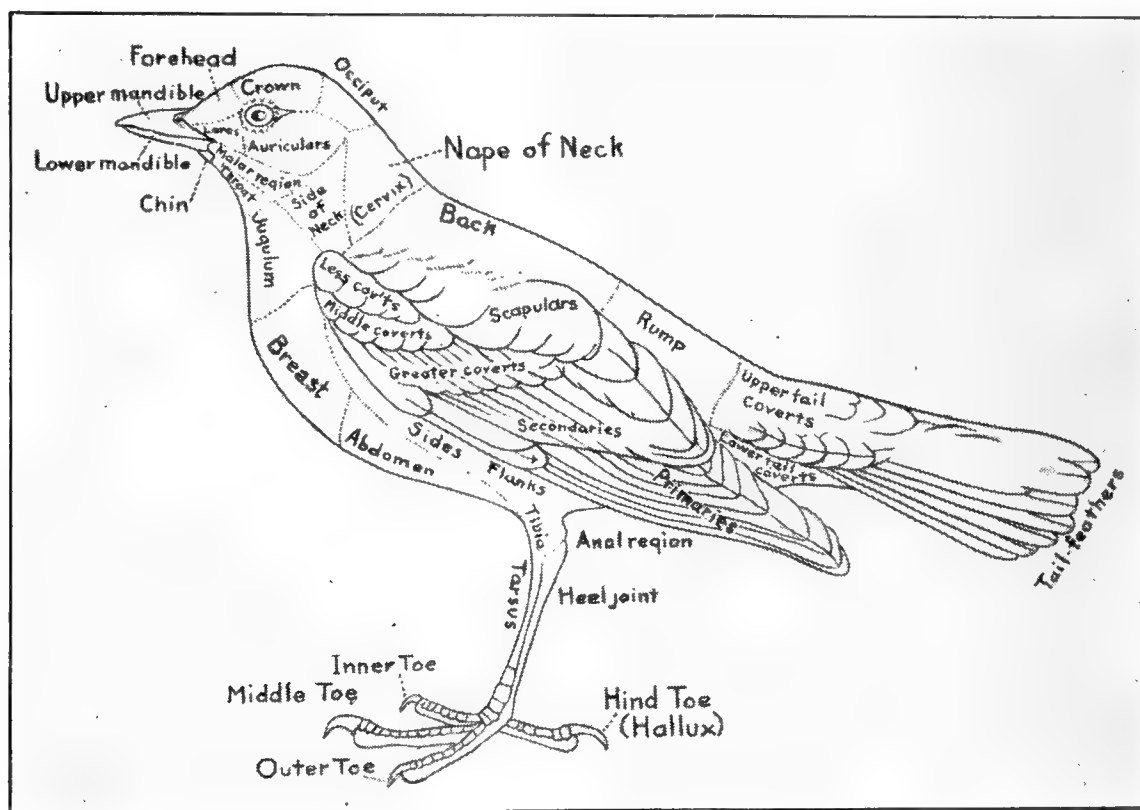 Forehead
Crown
Occiput
Upper mandible
Lores
Auriculars
Nape of Neck
Lower mandible
Malar region
Chin
Throat
Side
of
Neck
(Cervix)
Back
Jugulum
Less cov'ts
Scapulars
Middle coverts
Rump
Breast
Greater coverts
Upper tail
Coverts
Secondaries
Lower tail
coverts
Sides
Abdomen
Flanks
Primaries
Tail-feathers
Tibia
Anal region
Tarsus
Heel joint
Inner Toe
Middle Toe
Hind Toe
(Hallux)
Outer Toe